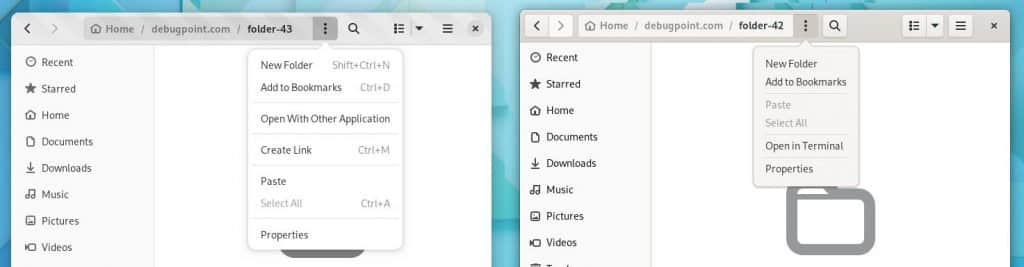 Home / debugpoint.com / folder-43
Recent
Starred
Home
Documents
Downloads
Music
Pictures
Videos
New Folder Shift+Ctrl+N
Add to Bookmarks Ctrl+D
Open With Other Application
Create Link Ctrl+M
Paste
Select All Ctrl+A
Properties
Home / debugpoint.com / folder-42
Recent
Starred
Home
Documents
Downloads
Music
Pictures
Videos
New Folder
Add to Bookmarks
Paste
Select All
Open in Terminal
Properties